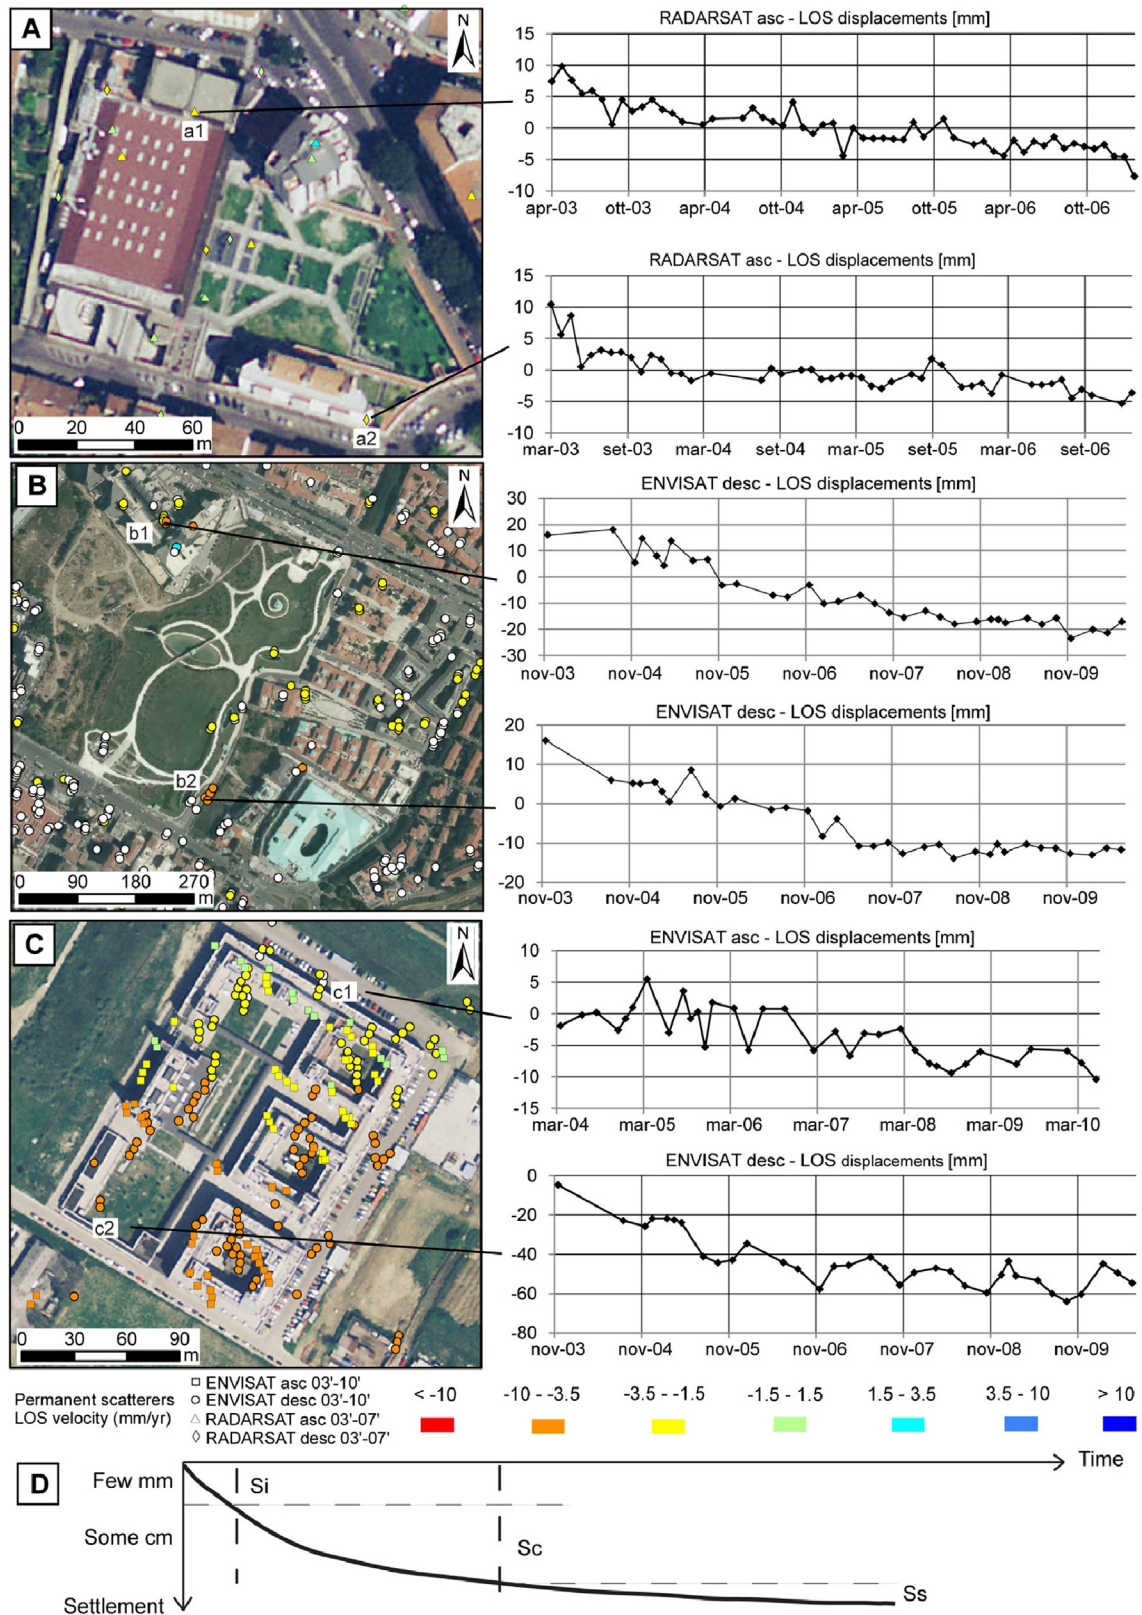 A
N
a1
a2
0 20 40 60
m
RADARSAT asc - LOS displacements [mm]
15
10
5
0
-5
-10
apr-03 ott-03 apr-04 ott-04 apr-05 ott-05 apr-06 ott-06
RADARSAT asc - LOS displacements [mm]
15
10
5
0
-5
-10
mar-03 set-03 mar-04 set-04 mar-05 set-05 mar-06 set-06
B
N
b1
b2
0 90 180 270
m
ENVISAT desc - LOS displacements [mm]
30
20
10
0
-10
-20
-30
nov-03 nov-04 nov-05 nov-06 nov-07 nov-08 nov-09
ENVISAT desc - LOS displacements [mm]
20
10
0
-10
-20
nov-03 nov-04 nov-05 nov-06 nov-07 nov-08 nov-09
C
N
c1
c2
0 30 60 90
m
ENVISAT asc - LOS displacements [mm]
10
5
0
-5
-10
-15
mar-04 mar-05 mar-06 mar-07 mar-08 mar-09 mar-10
ENVISAT desc - LOS displacements [mm]
0
-20
-40
-60
-80
nov-03 nov-04 nov-05 nov-06 nov-07 nov-08 nov-09
Permanent scatterers
LOS velocity (mm/yr)
ENVISAT asc 03'-10'
ENVISAT desc 03'-10'
RADARSAT asc 03'-07'
RADARSAT desc 03'-07'
< -10 -10 - -3.5 -3.5 - -1.5 -1.5 - 1.5 1.5 - 3.5 3.5 - 10 > 10
D
Time
Few mm
Si
Some cm
Sc
Ss
Settlement